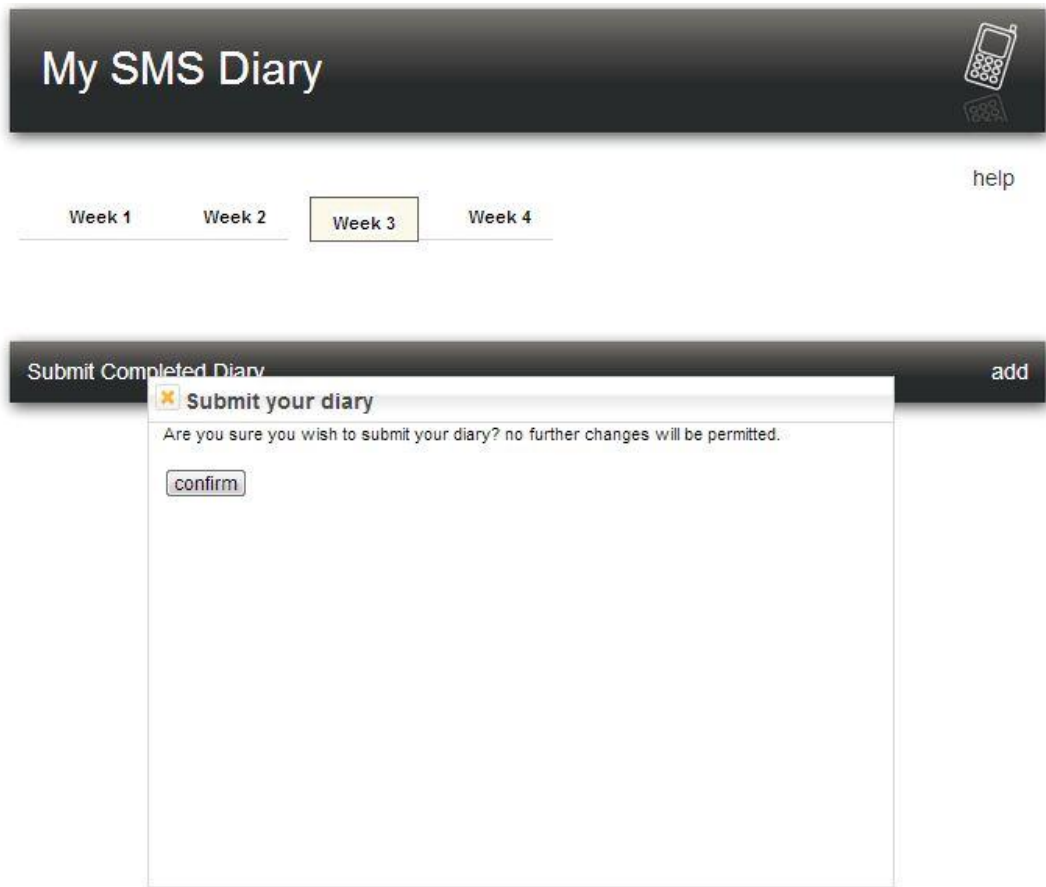 My SMS Diary
help
Week 1 Week 2 Week 3 Week 4
Submit Completed Diary add
Submit your diary
Are you sure you wish to submit your diary? no further changes will be permitted.
confirm